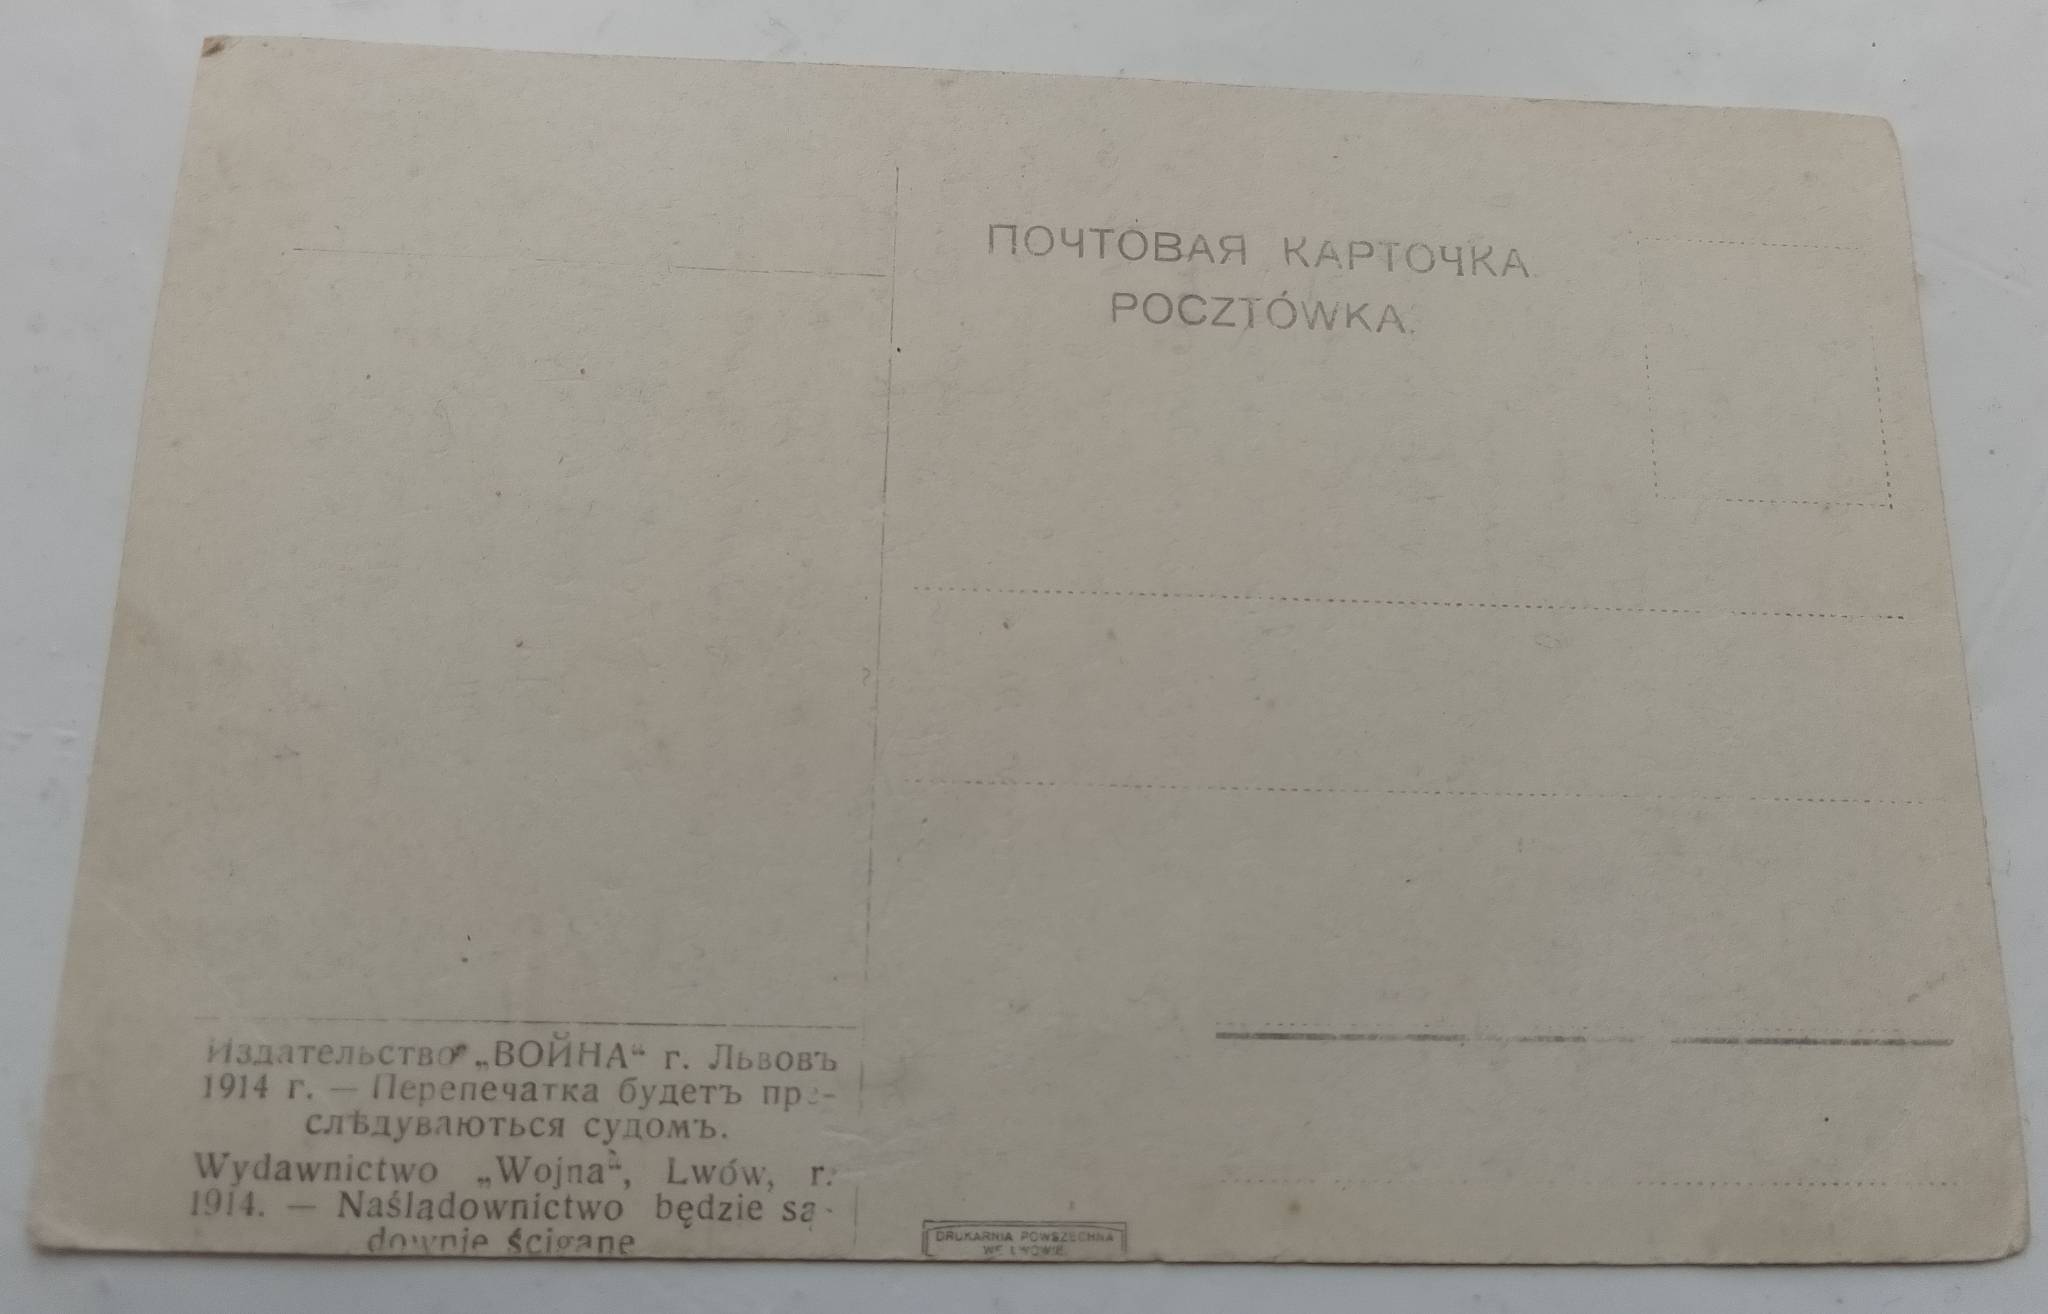 ПОЧТОВАЯ КАРТОЧКА.
POCZTÓWKA.
Издательство „ВОЙНА“ г. Львовъ
1914 г. — Перепечатка будетъ пре-
слѣдуваються судомъ.
Wydawnictwo „Wojna“, Lwów, r.
1914. — Naśladownictwo będzie są-
downie ścigane
DRUKARNIA POWSZECHNA
WE LWOWIE.